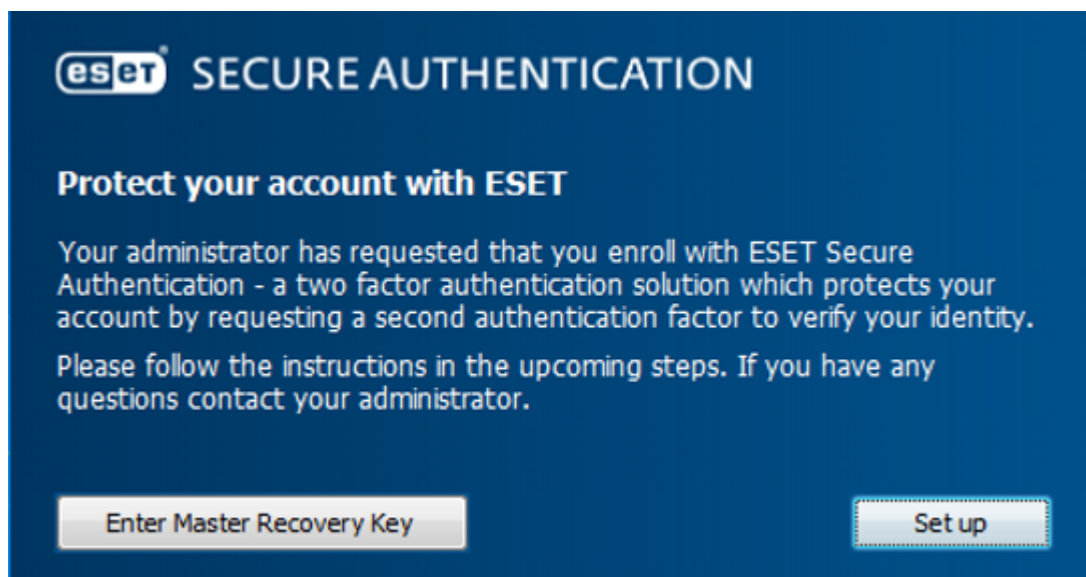 eset® SECURE AUTHENTICATION
Protect your account with ESET
Your administrator has requested that you enroll with ESET Secure
Authentication - a two factor authentication solution which protects your
account by requesting a second authentication factor to verify your identity.
Please follow the instructions in the upcoming steps. If you have any
questions contact your administrator.
Enter Master Recovery Key
Set up